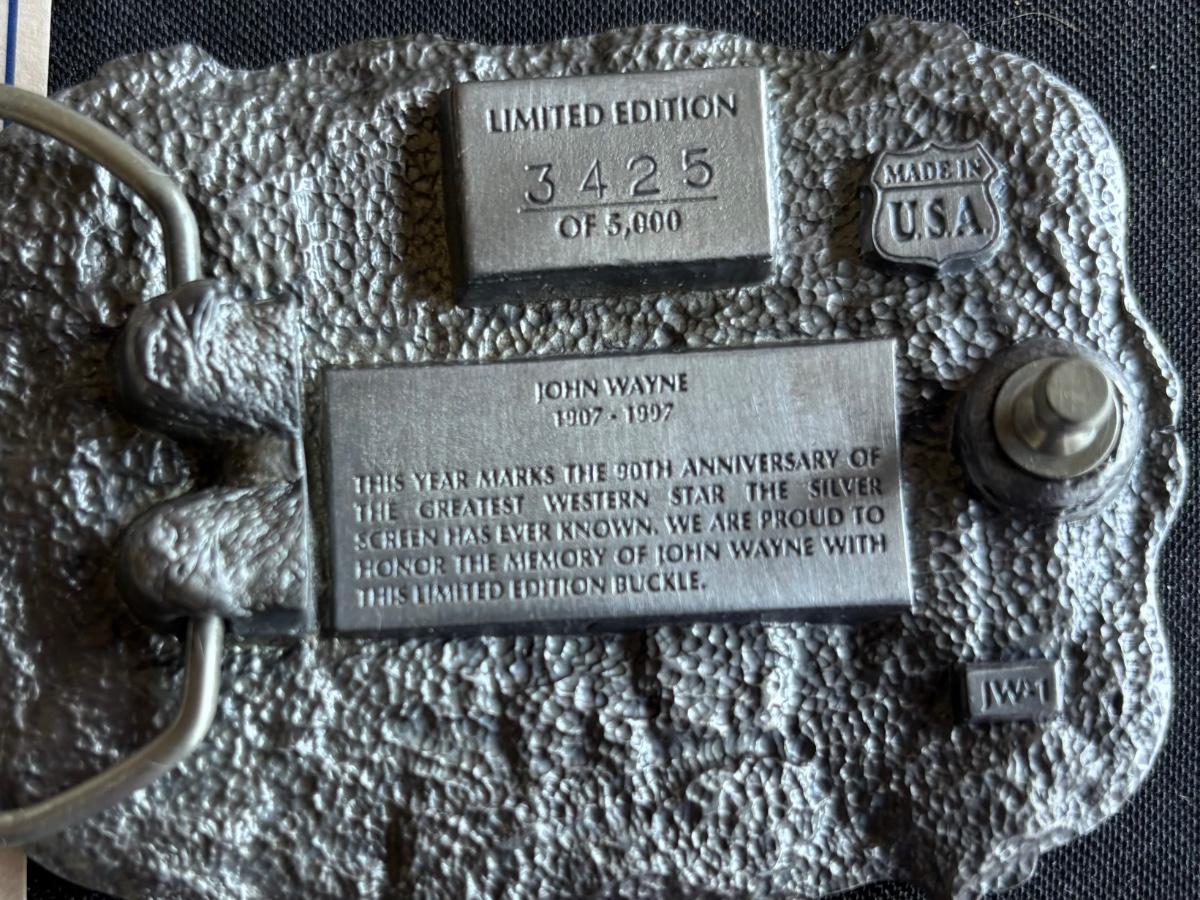 LIMITED EDITION
3425
OF 5,000
MADE IN
U.S.A.
JOHN WAYNE
1907 - 1997
THIS YEAR MARKS THE 90TH ANNIVERSARY OF
THE GREATEST WESTERN STAR THE SILVER
SCREEN HAS EVER KNOWN. WE ARE PROUD TO
HONOR THE MEMORY OF JOHN WAYNE WITH
THIS LIMITED EDITION BUCKLE.
JW-1